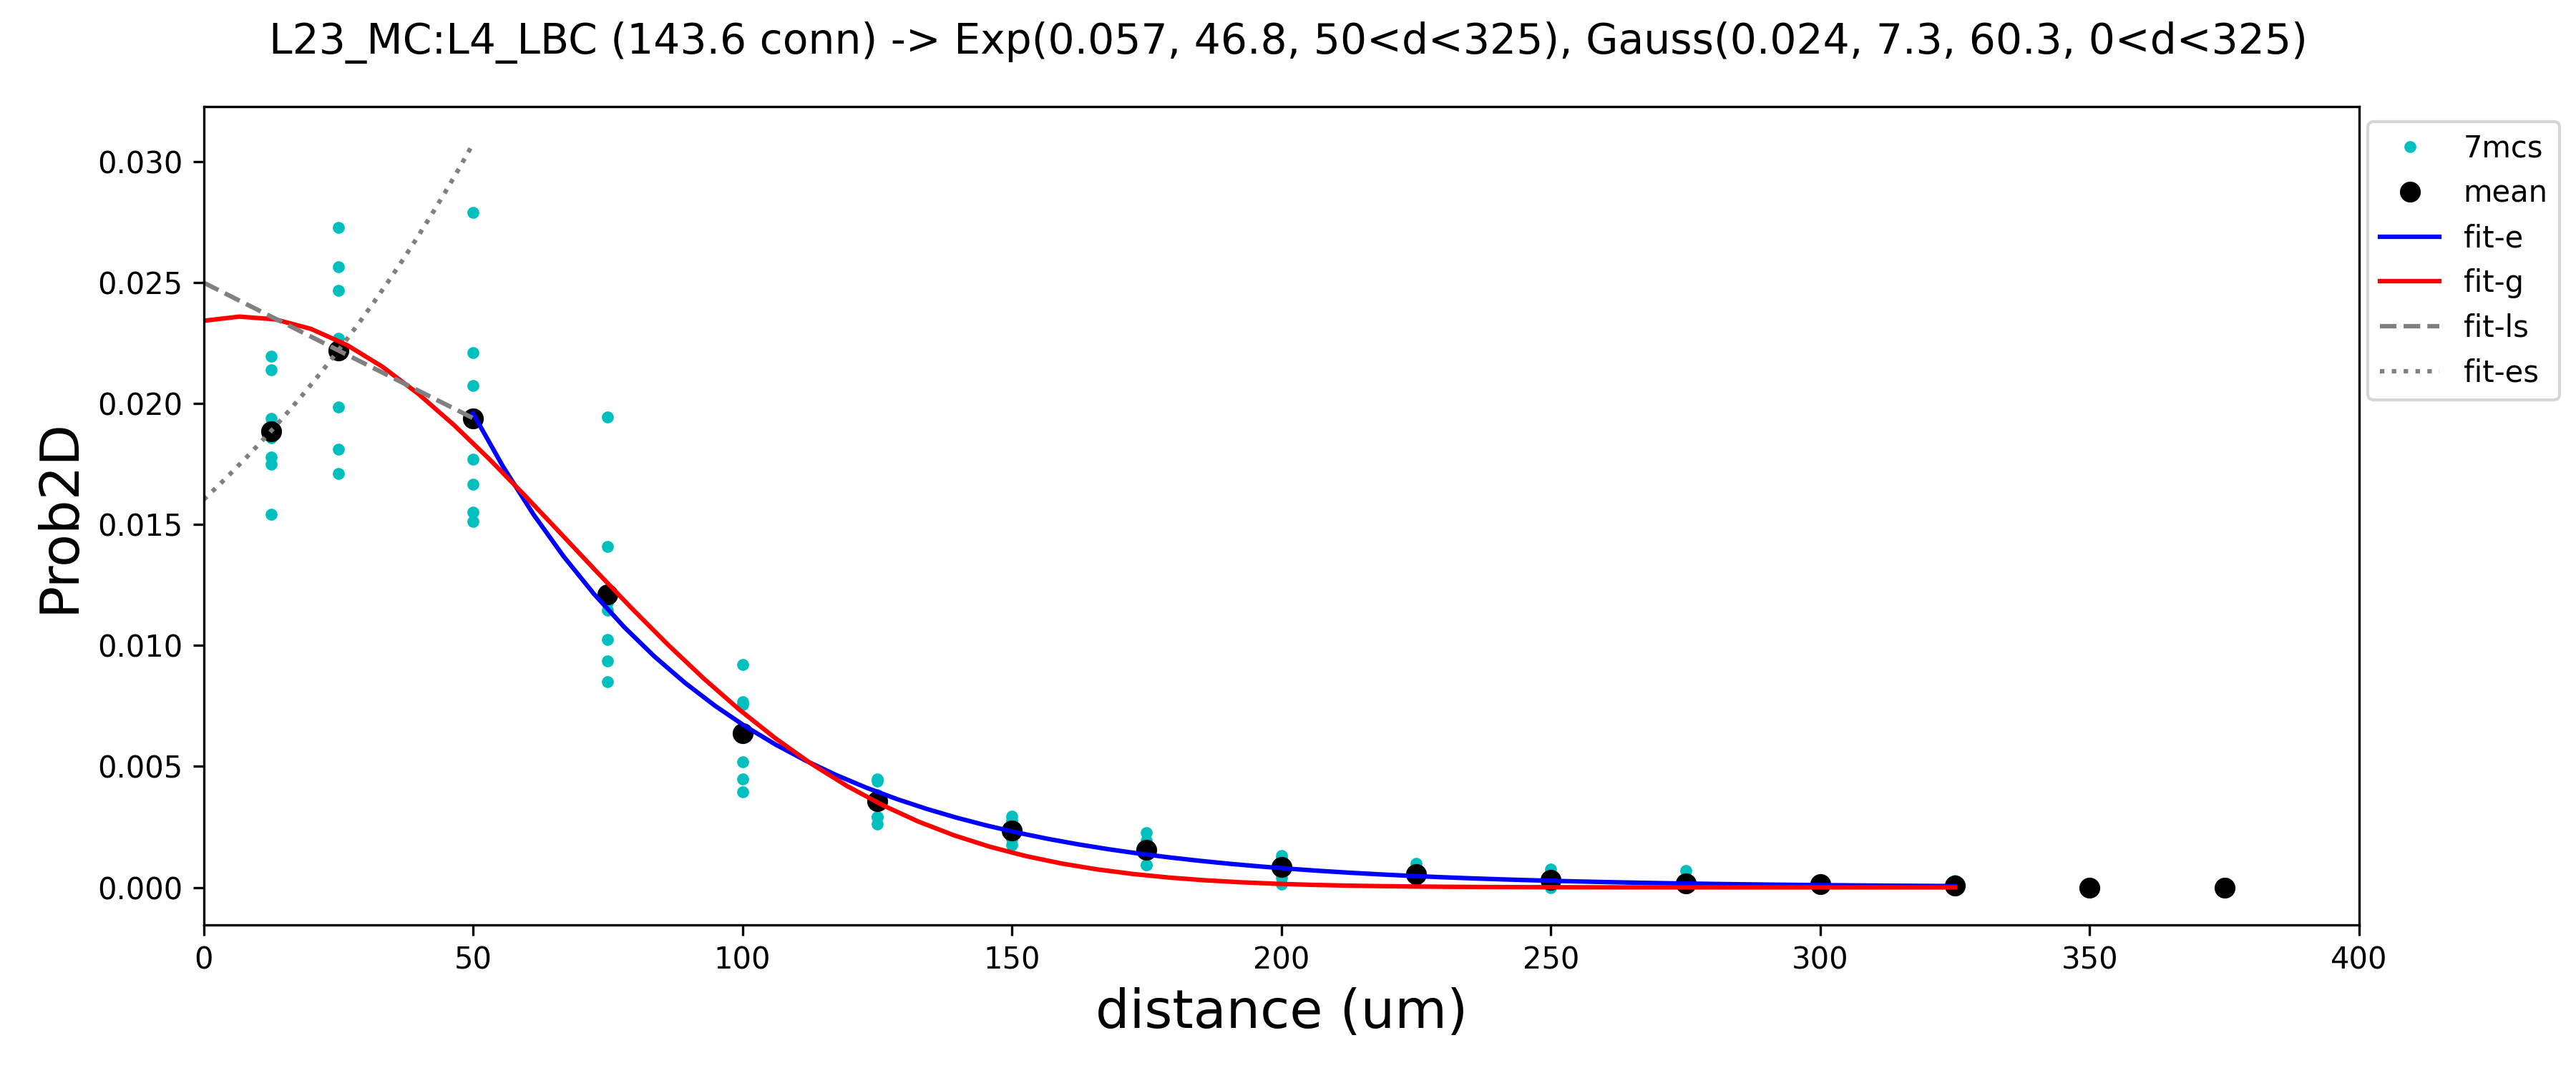 L23_MC:L4_LBC (143.6 conn) -> Exp(0.057, 46.8, 50<d<325), Gauss(0.024, 7.3, 60.3, 0<d<325)
0.030
0.025
0.020
0.015
0.010
0.005
0.000
Prob2D
0 50 100 150 200 250 300 350 400
distance (um)
7mcs
mean
fit-e
fit-g
fit-ls
fit-es